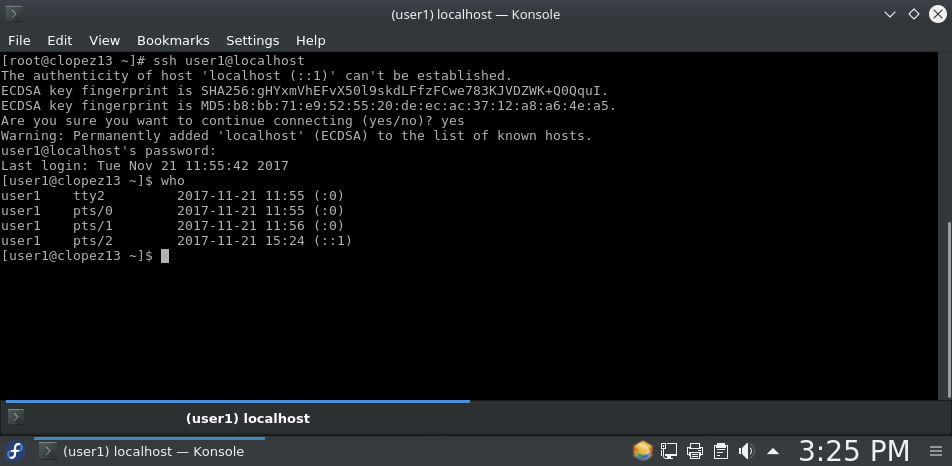 (user1) localhost — Konsole
File Edit View Bookmarks Settings Help
[root@clopez13 ~]# ssh user1@localhost
The authenticity of host 'localhost (::1)' can't be established.
ECDSA key fingerprint is SHA256:gHYxmVhEFvX50l9skdLFfzFCwe783KJVDZWK+Q0QquI.
ECDSA key fingerprint is MD5:b8:bb:71:e9:52:55:20:de:ec:ac:37:12:a8:a6:4e:a5.
Are you sure you want to continue connecting (yes/no)? yes
Warning: Permanently added 'localhost' (ECDSA) to the list of known hosts.
user1@localhost's password:
Last login: Tue Nov 21 11:55:42 2017
[user1@clopez13 ~]$ who
user1    tty2         2017-11-21 11:55 (:0)
user1    pts/0        2017-11-21 11:55 (:0)
user1    pts/1        2017-11-21 11:56 (:0)
user1    pts/2        2017-11-21 15:24 (::1)
[user1@clopez13 ~]$
(user1) localhost
(user1) localhost — Konsole
3:25 PM